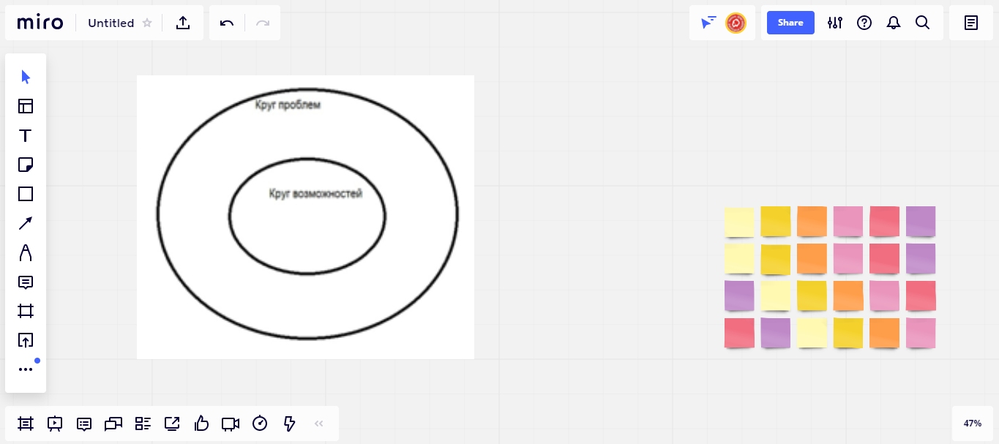 miro
Untitled
Share
Круг проблем
Круг возможностей
47%